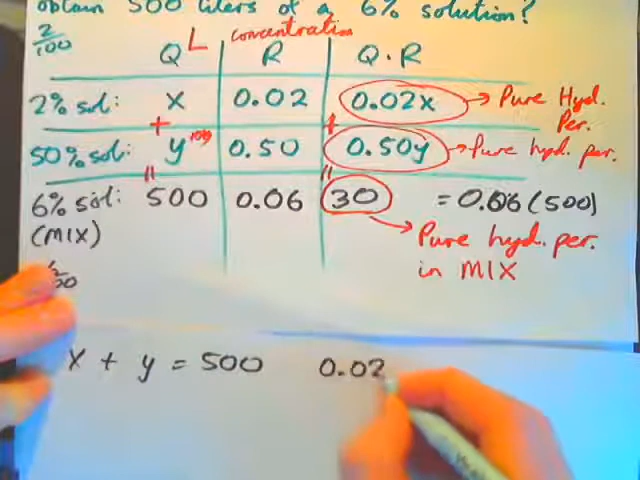 obtain 500 liters of a 6% solution?
2/100 Q L concentration R Q·R
2% sol: x 0.02 0.02x → Pure Hyd. Per.
+ +
50% sol: y 0.50 0.50y → Pure hyd. per.
= =
6% sol: 500 0.06 30 = 0.06(500)
(MIX) → Pure hyd. per.
in MIX
x + y = 500 0.02